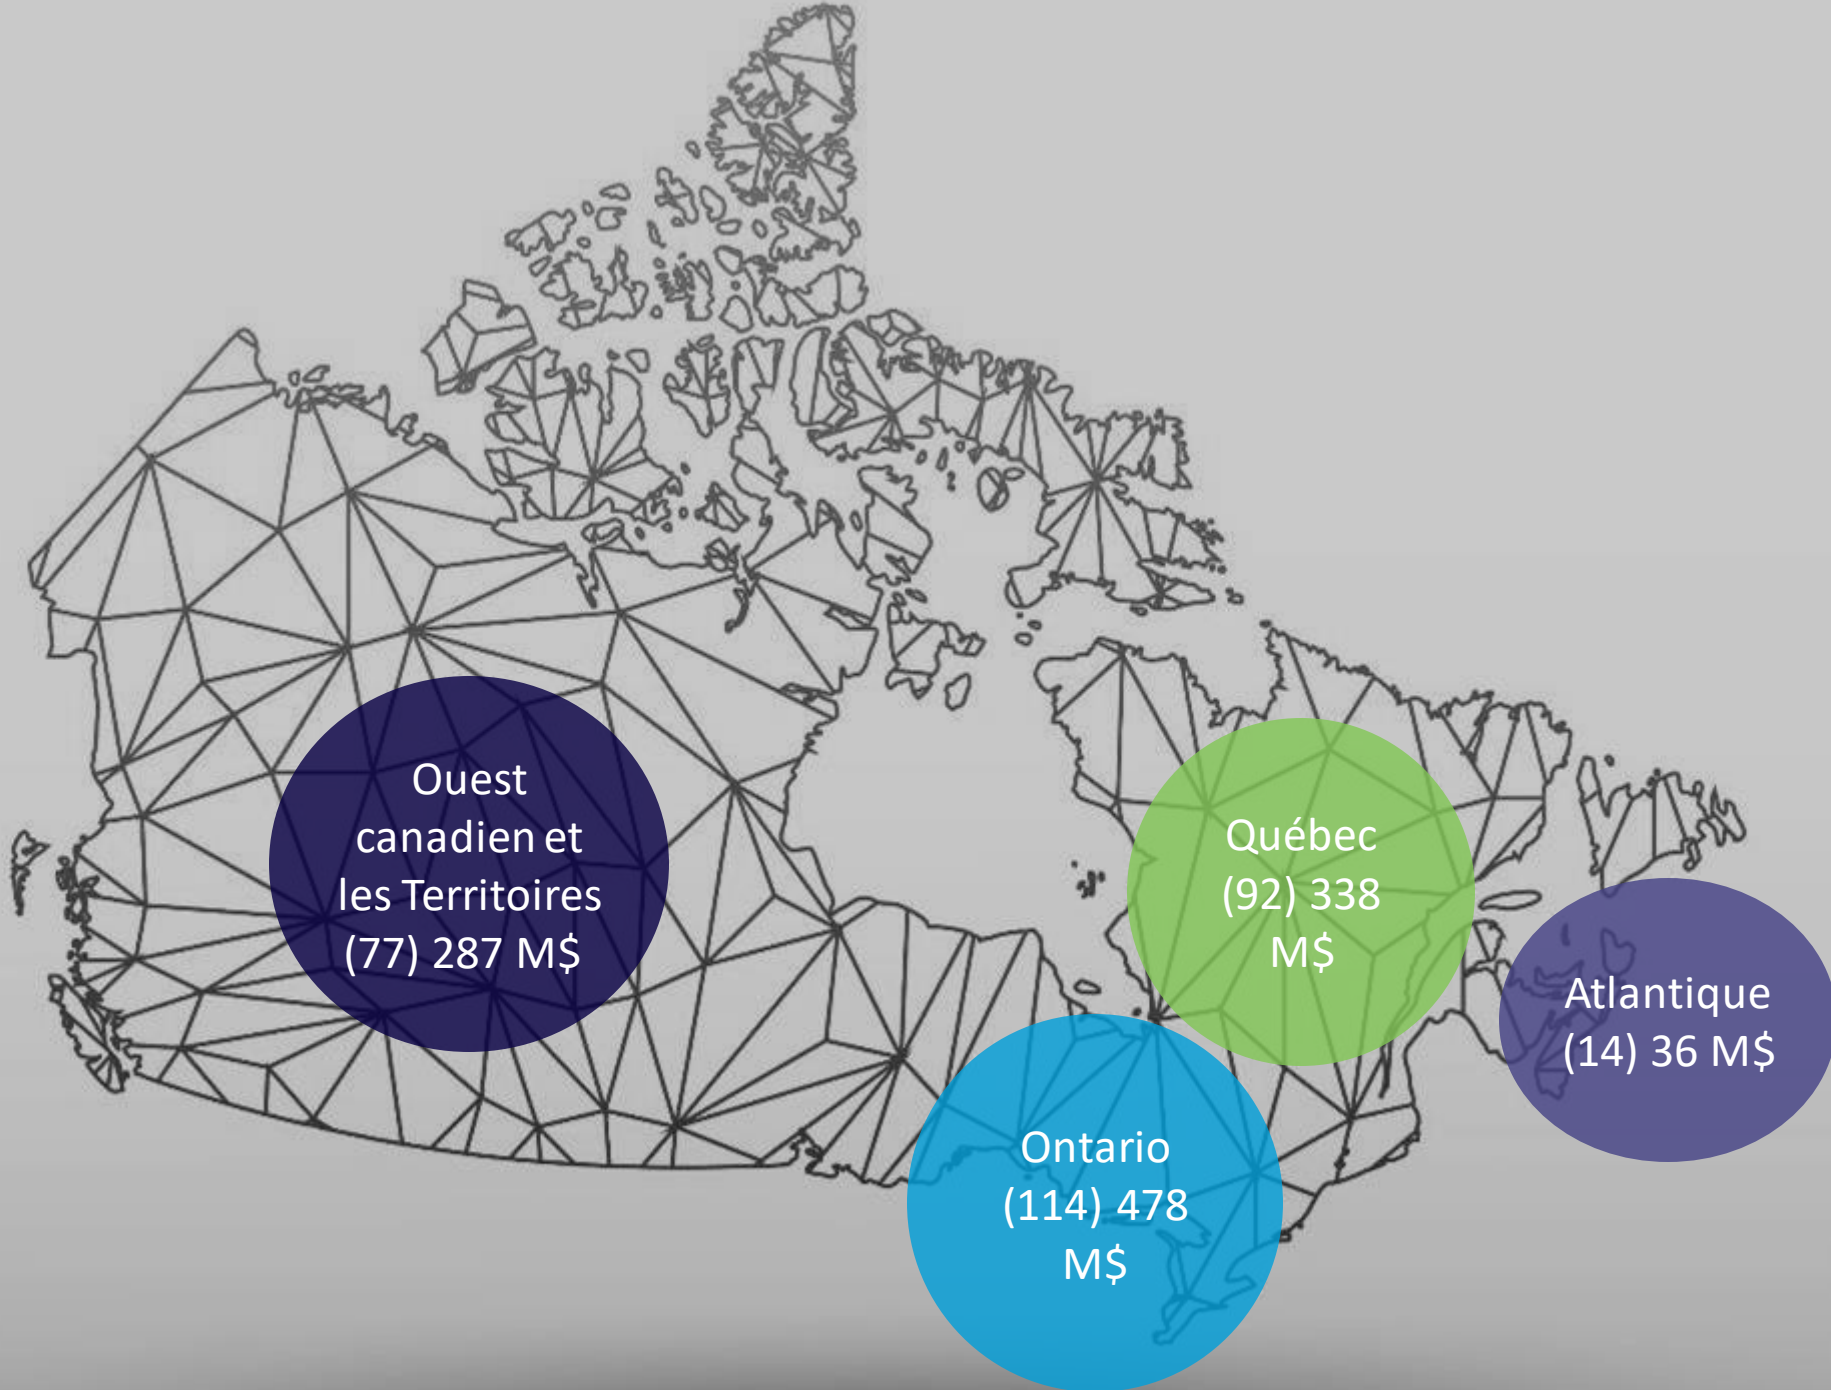 Ouest
canadien et
les Territoires
(77) 287 M$
Québec
(92) 338
M$
Atlantique
(14) 36 M$
Ontario
(114) 478
M$